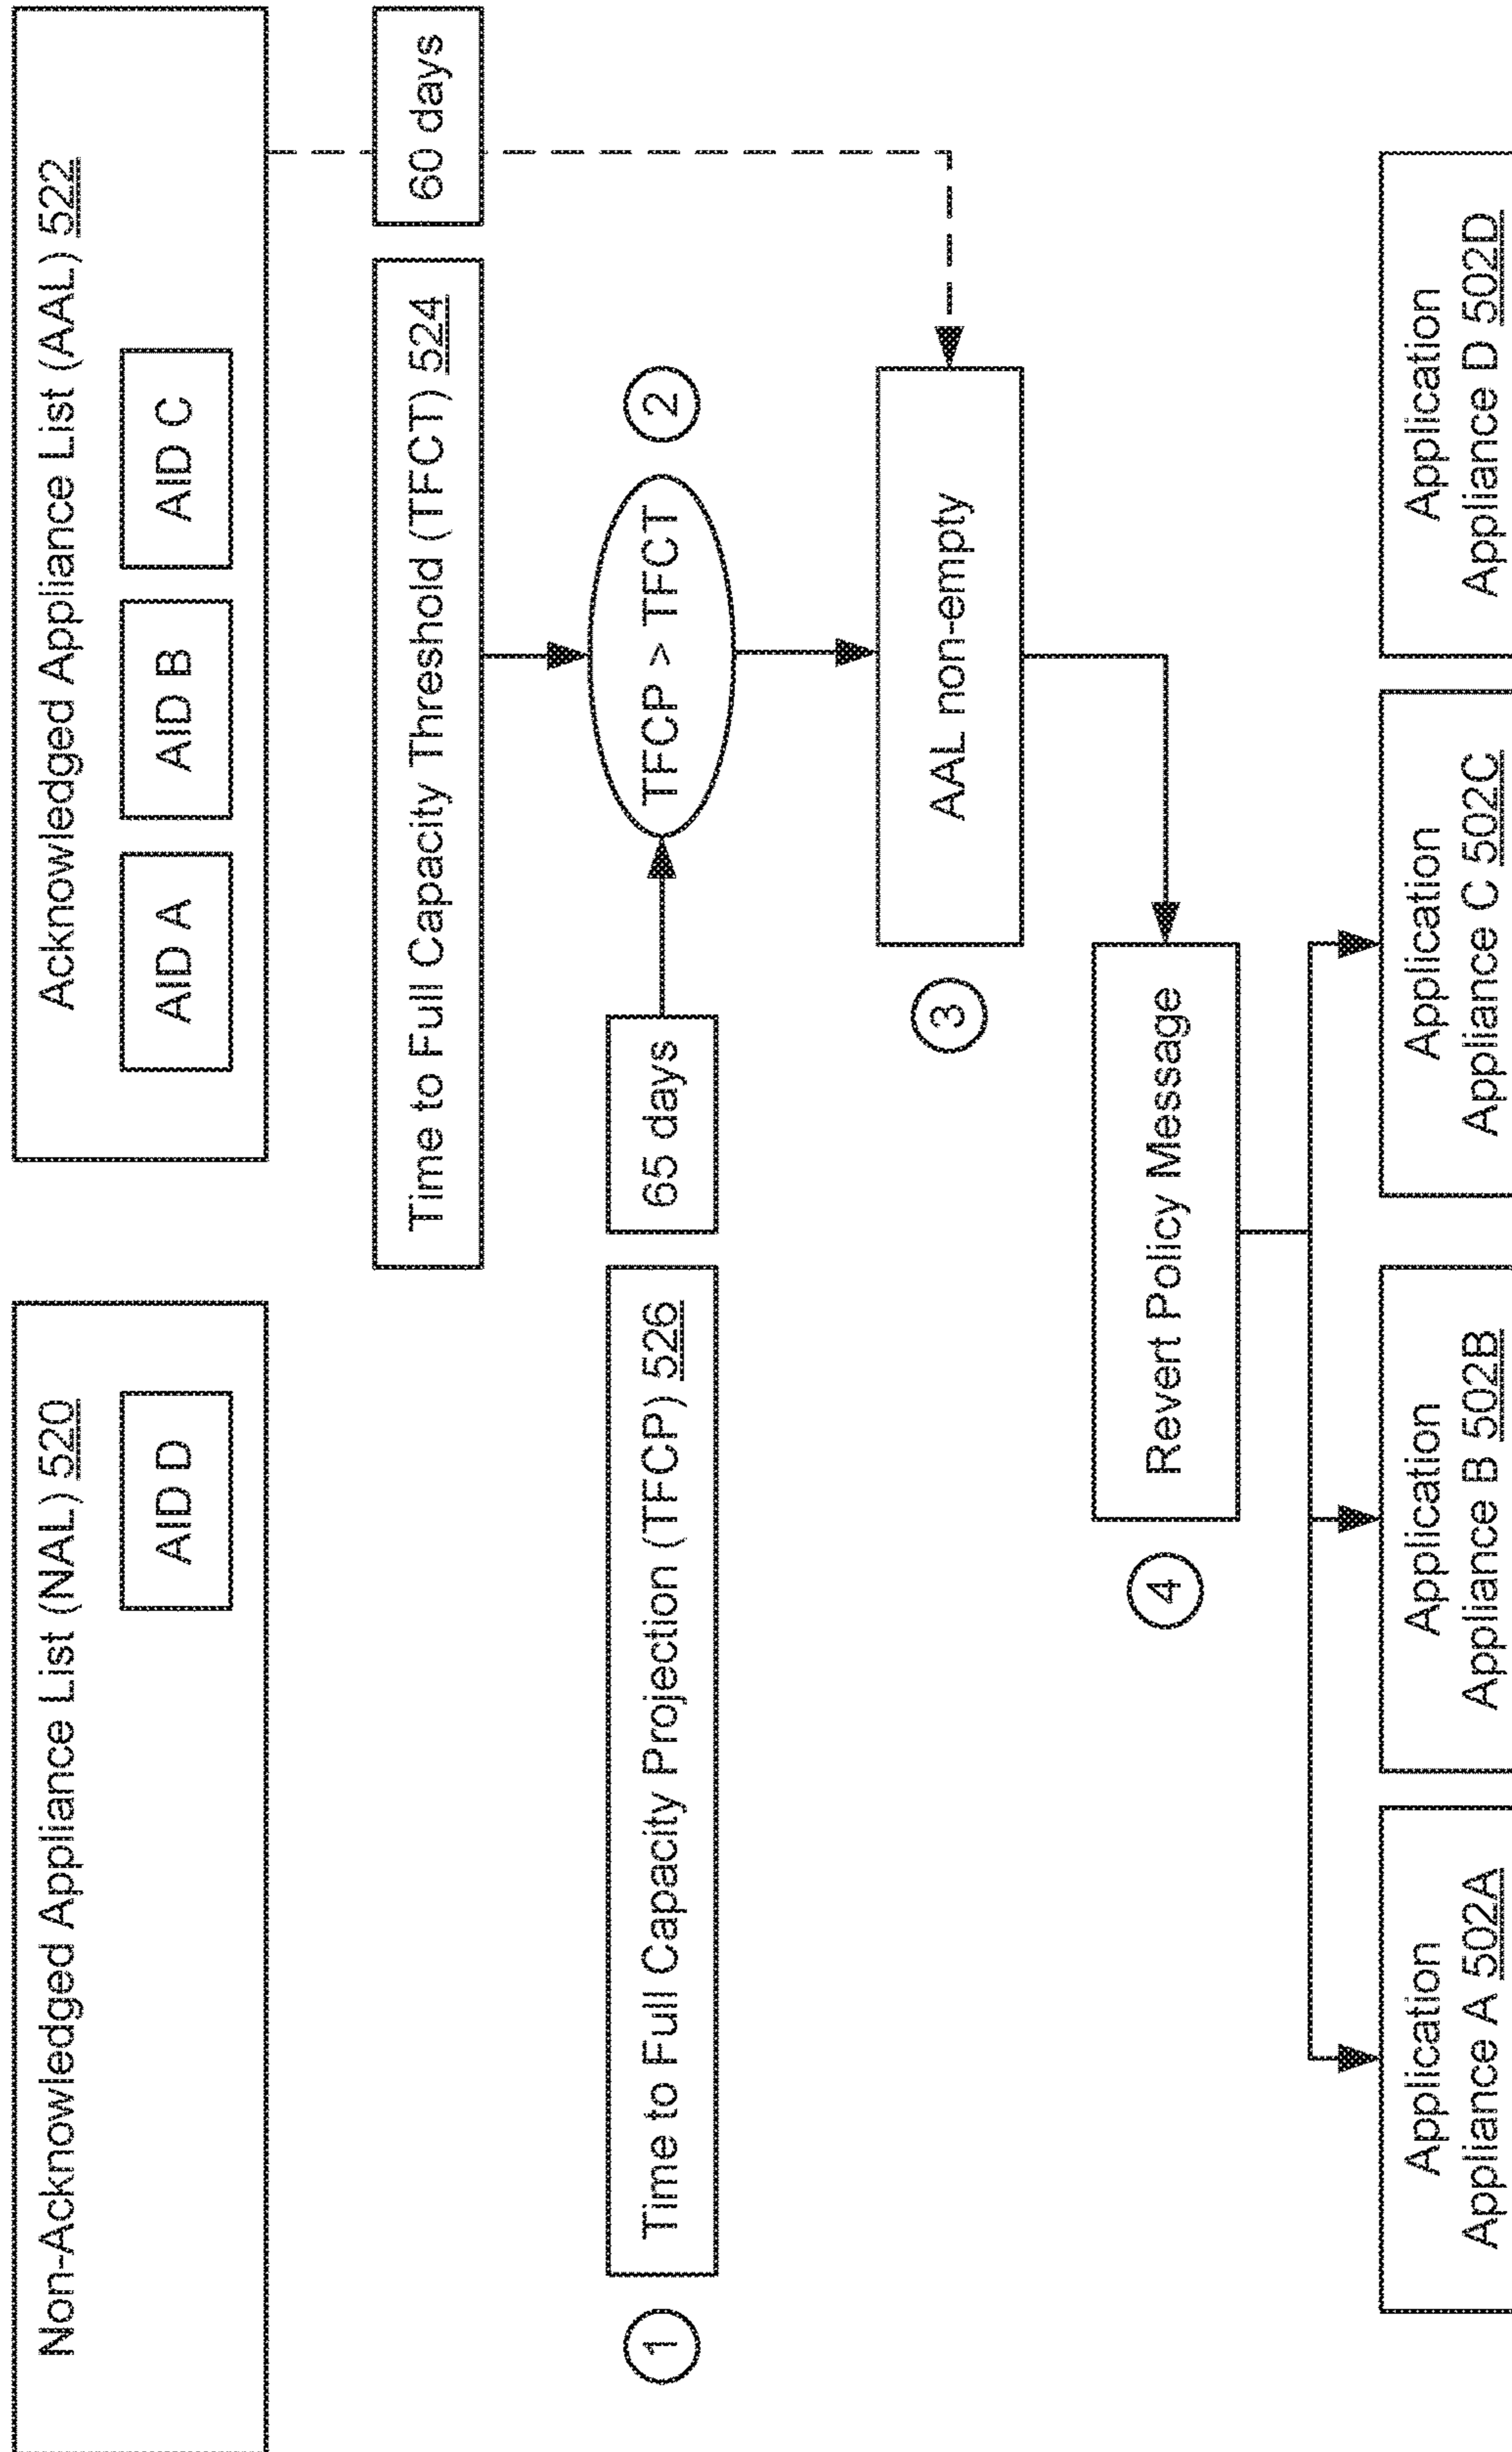 Non-Acknowledged Appliance List (NAL) 520
AID D
Acknowledged Appliance List (AAL) 522
AID A
AID B
AID C
Time to Full Capacity Threshold (TFCT) 524
60 days
1
Time to Full Capacity Projection (TFCP) 526
65 days
TFCP > TFCT
2
3
AAL non-empty
4
Revert Policy Message
Application
Appliance A 502A
Application
Appliance B 502B
Application
Appliance C 502C
Application
Appliance D 502D